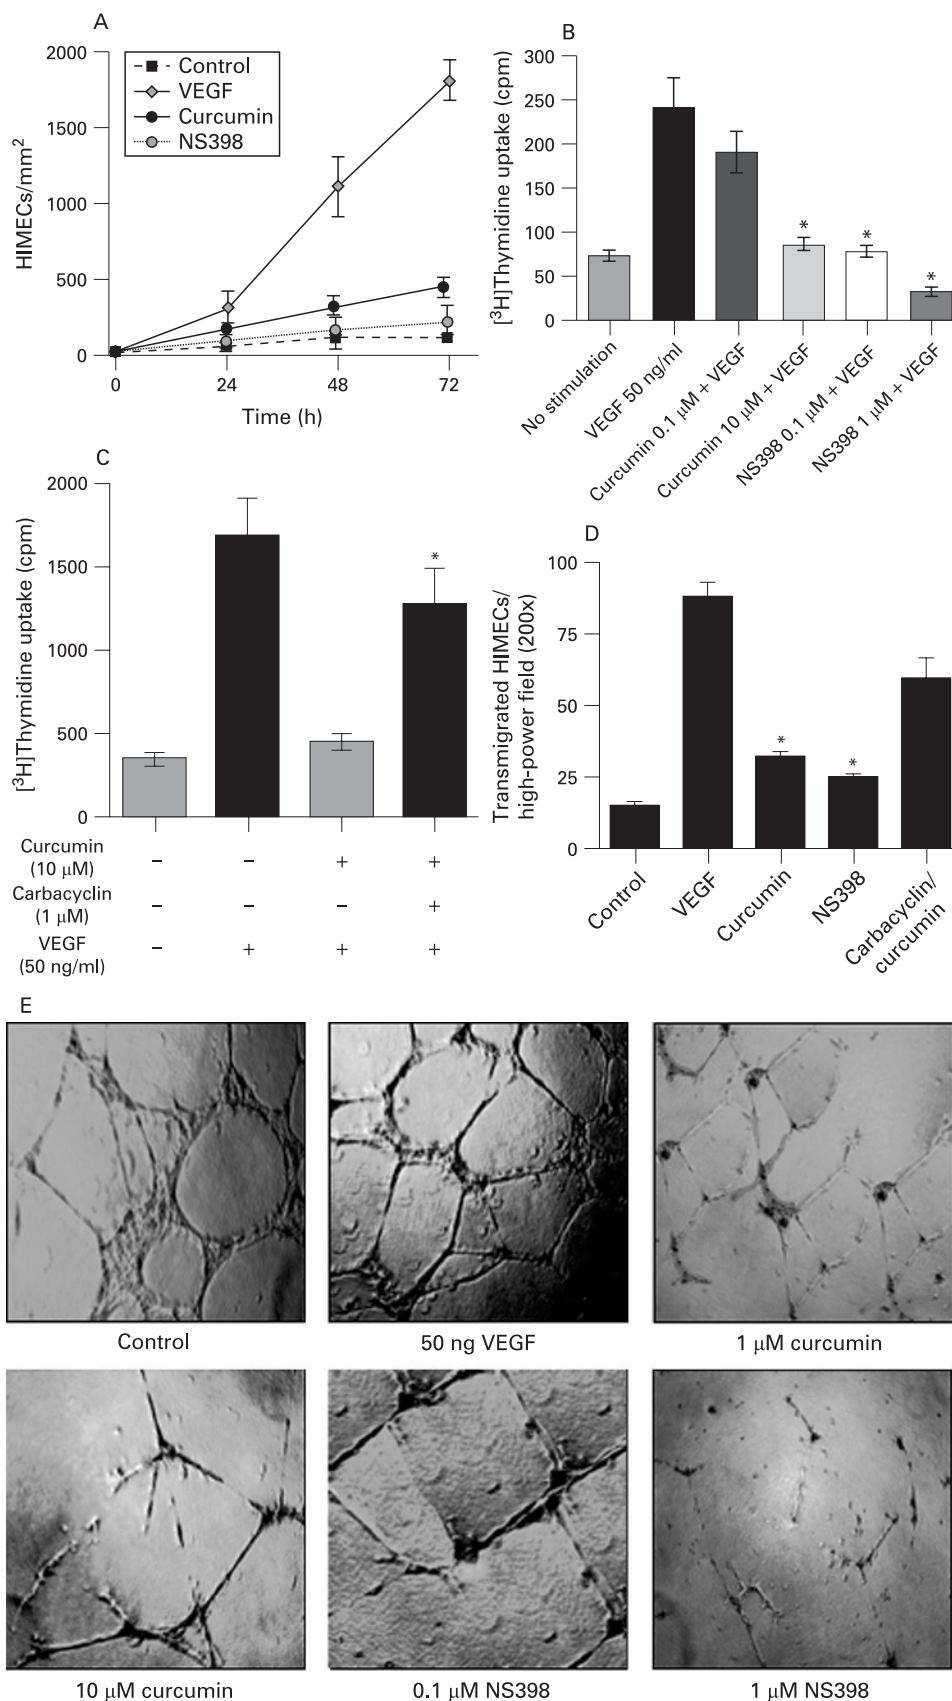 A
2000
1500
1000
500
0
HIMECs/mm²
Control
VEGF
Curcumin
NS398
0 24 48 72
Time (h)
B
300
250
200
150
100
50
0
[³H]Thymidine uptake (cpm)
*
*
*
No stimulation
VEGF 50 ng/ml
Curcumin 0.1 μM + VEGF
Curcumin 10 μM + VEGF
NS398 0.1 μM + VEGF
NS398 1 μM + VEGF
C
2000
1500
1000
500
0
[³H]Thymidine uptake (cpm)
*
Curcumin
(10 μM)
– – + +
Carbacyclin
(1 μM)
– – – +
VEGF
(50 ng/ml)
– + + +
D
100
75
50
25
0
Transmigrated HIMECs/
high-power field (200x)
*
*
Control
VEGF
Curcumin
NS398
Carbacyclin/
curcumin
E
Control
50 ng VEGF
1 μM curcumin
10 μM curcumin
0.1 μM NS398
1 μM NS398